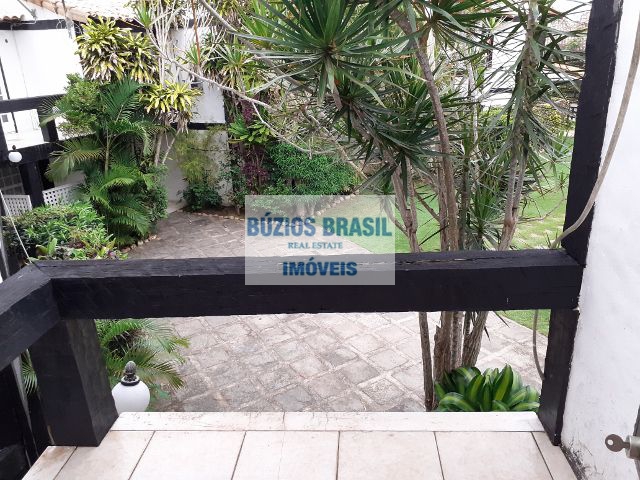 BÚZIOS BRASIL
REAL ESTATE
IMÓVEIS